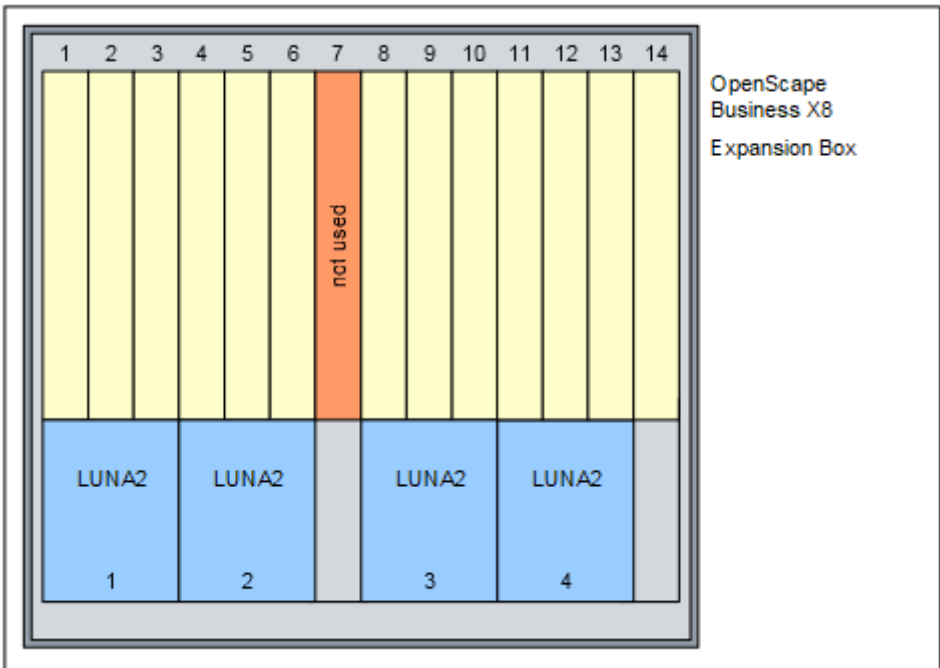 1 2 3 4 5 6 7 8 9 10 11 12 13 14
OpenScape
Business X8
Expansion Box
not used
LUNA2 LUNA2 LUNA2 LUNA2
1 2 3 4